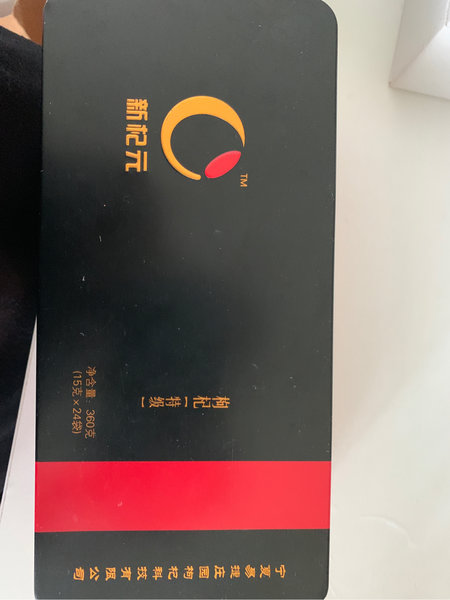 TM
新杞元
枸杞
【特级】
净含量：360克
(15克×24袋)
宁夏易捷庄园枸杞科技有限公司